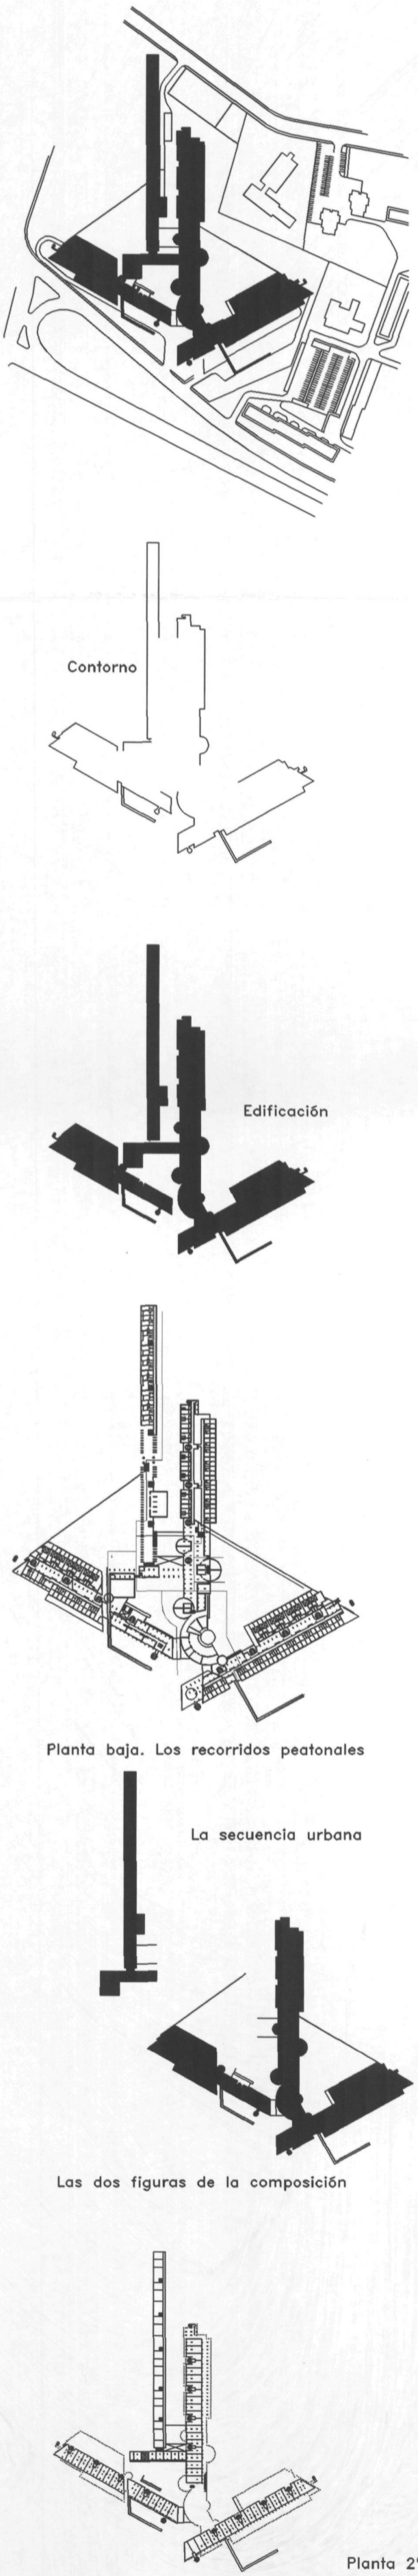 Contorno
Edificación
Planta baja. Los recorridos peatonales
La secuencia urbana
Las dos figuras de la composición
Planta 2ª